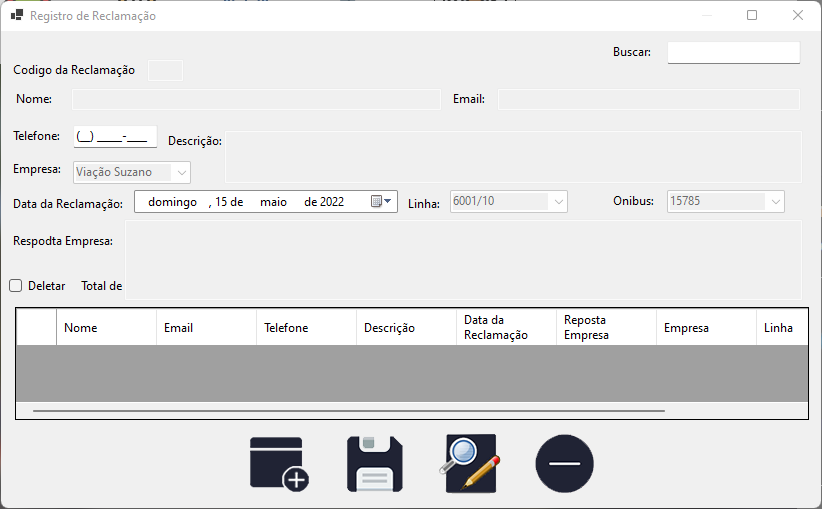 Registro de Reclamação
Buscar:
Codigo da Reclamação
Nome:
Email:
Telefone: (__) ____-____
Descrição:
Empresa: Viação Suzano
Data da Reclamação: domingo , 15 de maio de 2022
Linha: 6001/10
Onibus: 15785
Respodta Empresa:
Deletar
Total de
Nome Email Telefone Descrição Data da Reclamação Reposta Empresa Empresa Linha